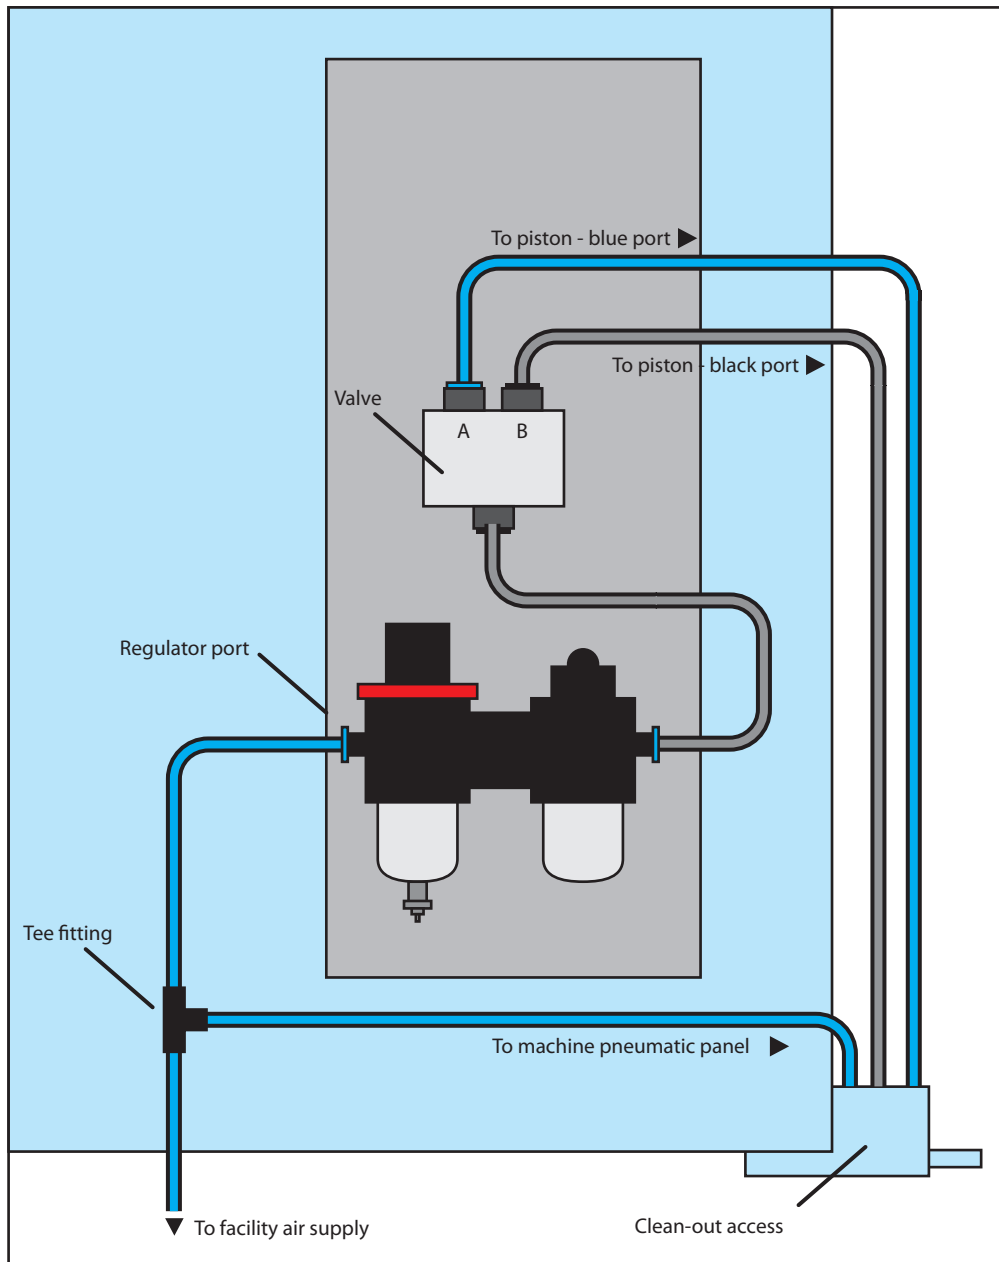 To piston - blue port
To piston - black port
Valve
A B
Regulator port
Tee fitting
To machine pneumatic panel
To facility air supply
Clean-out access